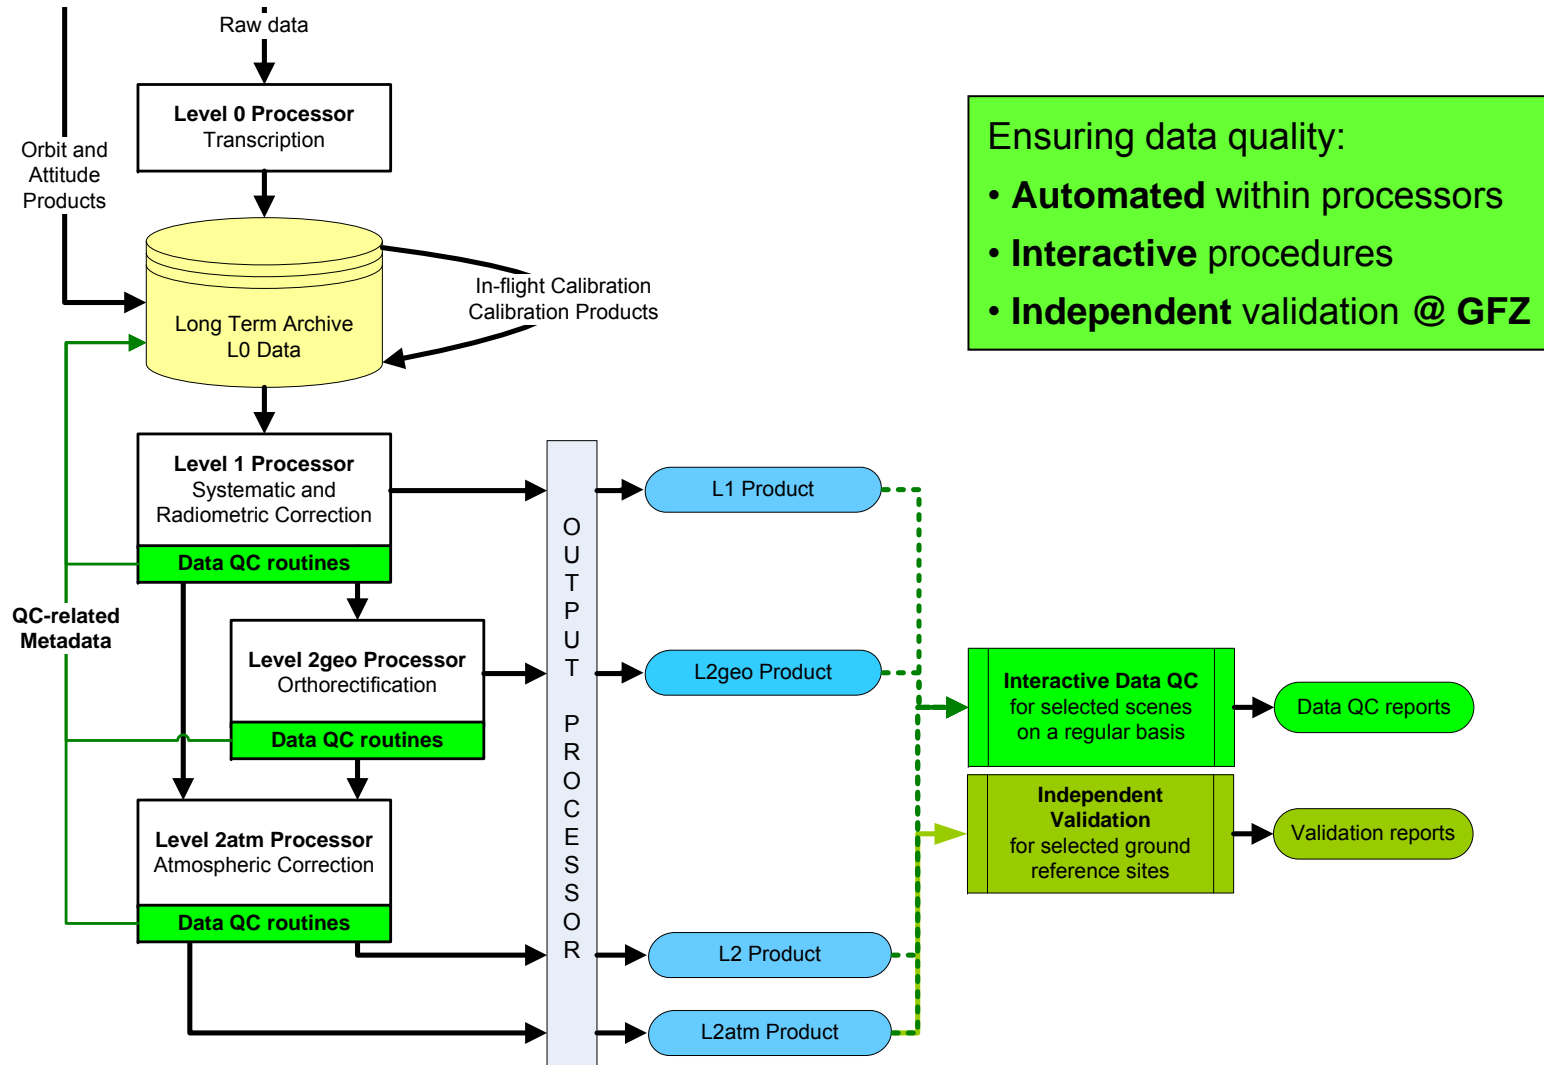 Raw data
Level 0 Processor
Transcription
Orbit and
Attitude
Products
Ensuring data quality:
• Automated within processors
• Interactive procedures
• Independent validation @ GFZ
In-flight Calibration
Calibration Products
Long Term Archive
L0 Data
Level 1 Processor
Systematic and
Radiometric Correction
Data QC routines
QC-related
Metadata
Level 2geo Processor
Orthorectification
Data QC routines
Level 2atm Processor
Atmospheric Correction
Data QC routines
OUTPUT PROCESSOR
L1 Product
L2geo Product
L2 Product
L2atm Product
Interactive Data QC
for selected scenes
on a regular basis
Data QC reports
Independent
Validation
for selected ground
reference sites
Validation reports